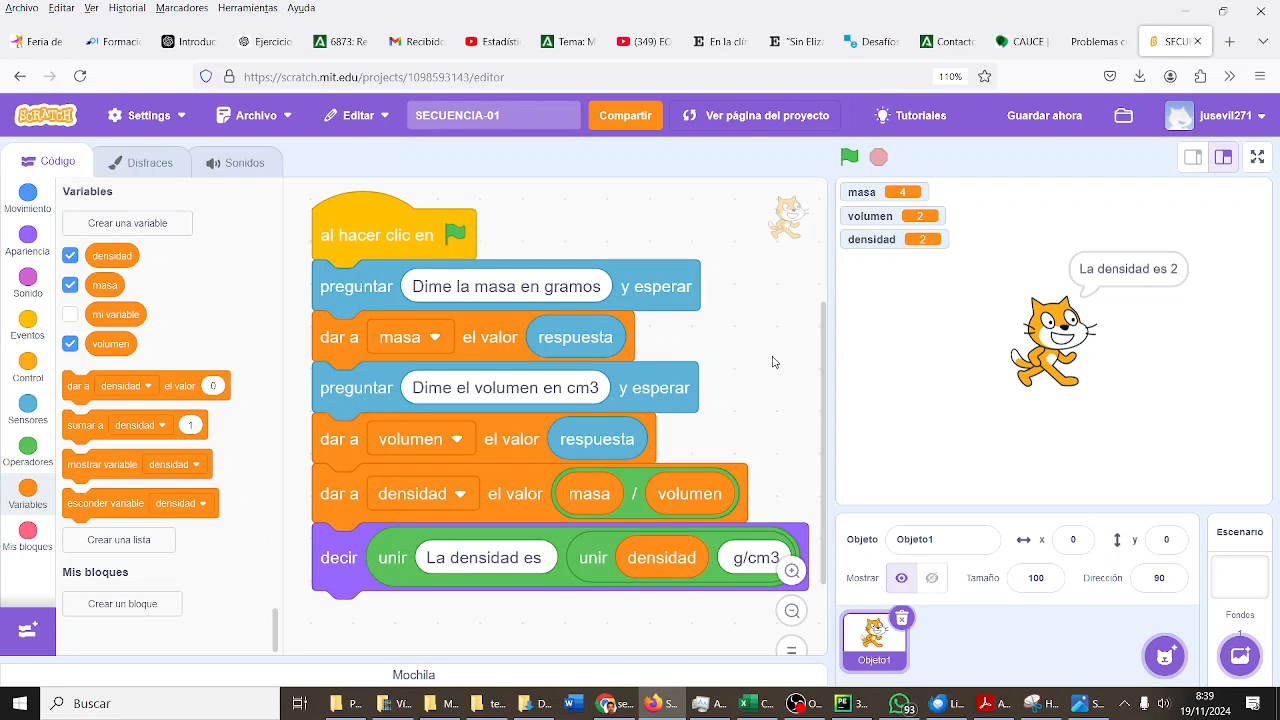 Archivo Editar Ver Historial Marcadores Herramientas Ayuda
Feria de Formació Introduc Ejercicio 6873: Re Recibido Estadístic Tema: M (349) EC En la clín "Sin Eliza Desafíos Contacto CAUCE | Problemas c SECUE
https://scratch.mit.edu/projects/1098593143/editor 110%
SCRATCH Settings Archivo Editar SECUENCIA-01 Compartir Ver página del proyecto Tutoriales Guardar ahora jusevil271
Código Disfraces Sonidos
Movimiento
Apariencia
Sonido
Eventos
Control
Sensores
Operadores
Variables
Mis bloques
Variables
Crear una variable
densidad
masa
mi variable
volumen
dar a densidad el valor 0
sumar a densidad 1
mostrar variable densidad
esconder variable densidad
Crear una lista
Mis bloques
Crear un bloque
al hacer clic en
preguntar Dime la masa en gramos y esperar
dar a masa el valor respuesta
preguntar Dime el volumen en cm3 y esperar
dar a volumen el valor respuesta
dar a densidad el valor masa / volumen
decir unir La densidad es unir densidad g/cm3
masa 4
volumen 2
densidad 2
La densidad es 2
Objeto Objeto1 x 0 y 0
Mostrar Tamaño 100 Dirección 90
Objeto1
Escenario
Fondos
1
Mochila
Buscar
93
8:39
19/11/2024